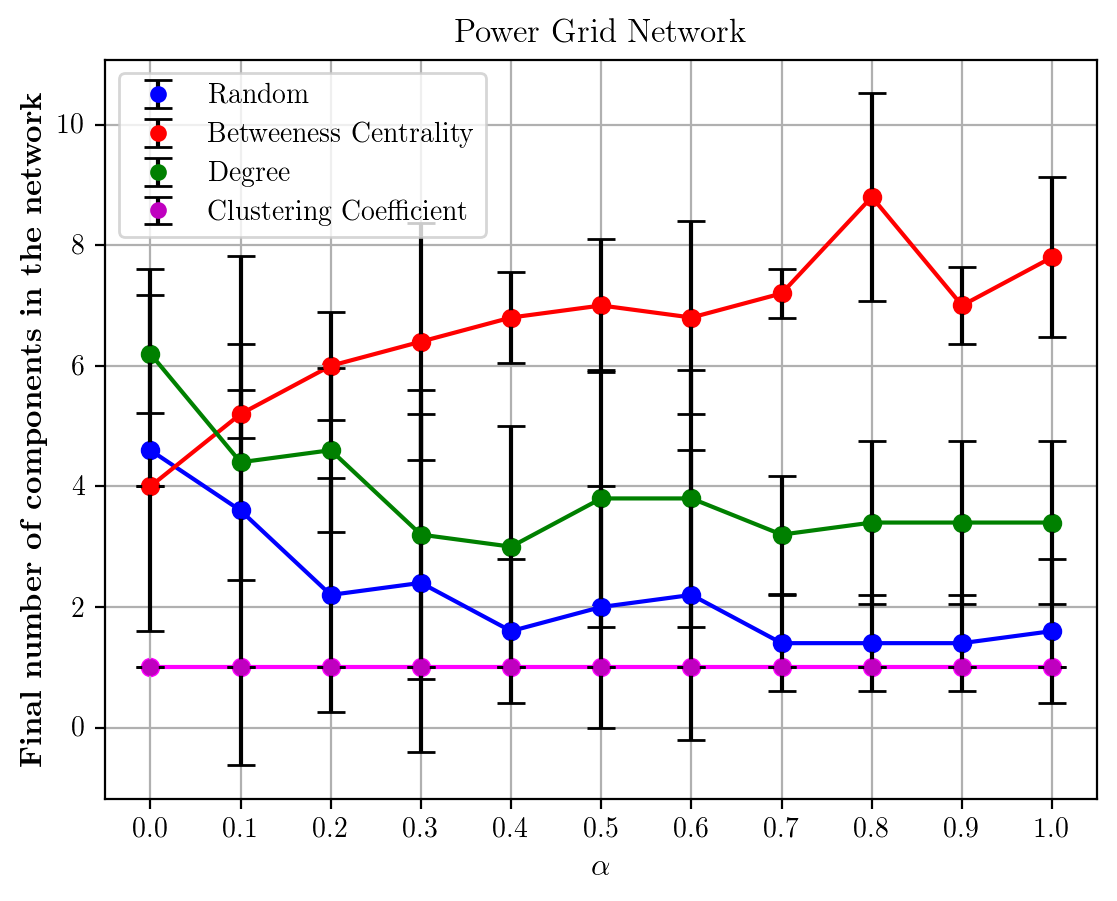 Power Grid Network
Random
Betweeness Centrality
Degree
Clustering Coefficient
Final number of components in the network
10
8
6
4
2
0
0.0 0.1 0.2 0.3 0.4 0.5 0.6 0.7 0.8 0.9 1.0
α